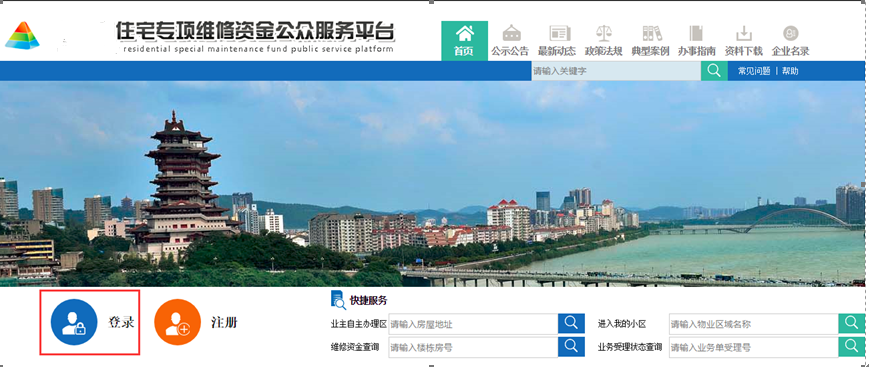 住宅专项维修资金公众服务平台
residential special maintenance fund public service platform
首页 公示公告 最新动态 政策法规 典型案例 办事指南 资料下载 企业名录
请输入关键字 常见问题 | 帮助
登录 注册
快捷服务
业主自主办理区 请输入房屋地址 进入我的小区 请输入物业区域名称
维修资金查询 请输入楼栋房号 业务受理状态查询 请输入业务单受理号